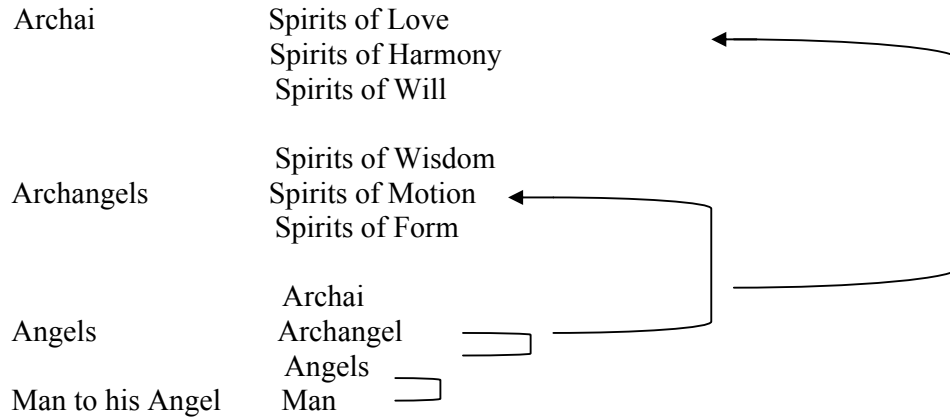 Archai Spirits of Love
Spirits of Harmony
Spirits of Will
Spirits of Wisdom
Archangels Spirits of Motion
Spirits of Form
Archai
Angels Archangel
Angels
Man to his Angel Man